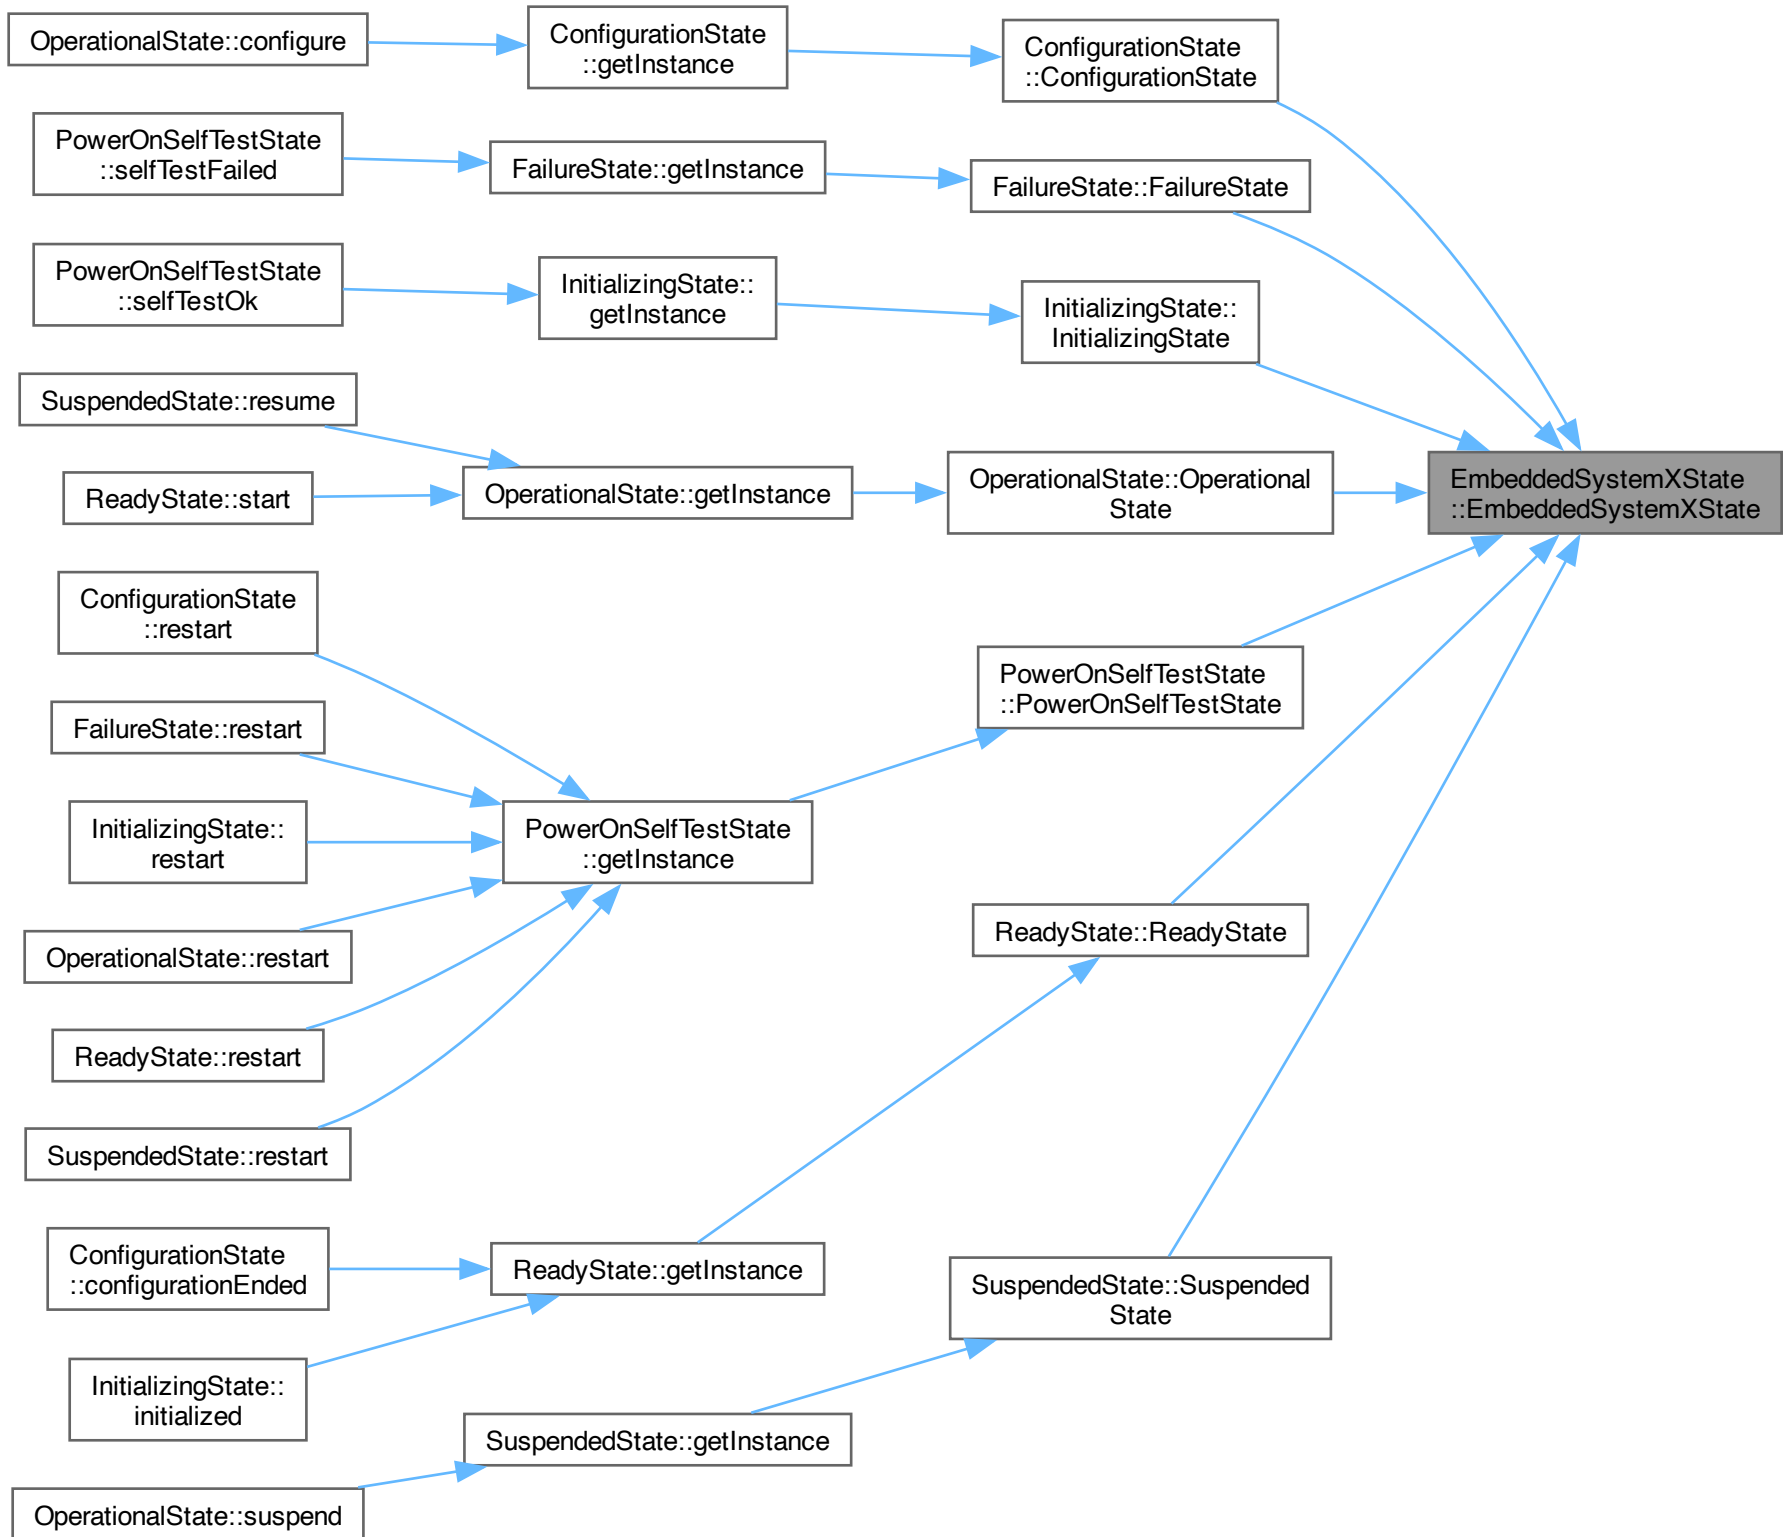 OperationalState::configure
ConfigurationState
::getInstance
ConfigurationState
::ConfigurationState
PowerOnSelfTestState
::selfTestFailed
FailureState::getInstance
FailureState::FailureState
PowerOnSelfTestState
::selfTestOk
InitializingState::
getInstance
InitializingState::
InitializingState
SuspendedState::resume
ReadyState::start
OperationalState::getInstance
OperationalState::Operational
State
EmbeddedSystemXState
::EmbeddedSystemXState
ConfigurationState
::restart
FailureState::restart
InitializingState::
restart
OperationalState::restart
ReadyState::restart
SuspendedState::restart
PowerOnSelfTestState
::getInstance
PowerOnSelfTestState
::PowerOnSelfTestState
ReadyState::ReadyState
ConfigurationState
::configurationEnded
InitializingState::
initialized
ReadyState::getInstance
SuspendedState::Suspended
State
SuspendedState::getInstance
OperationalState::suspend